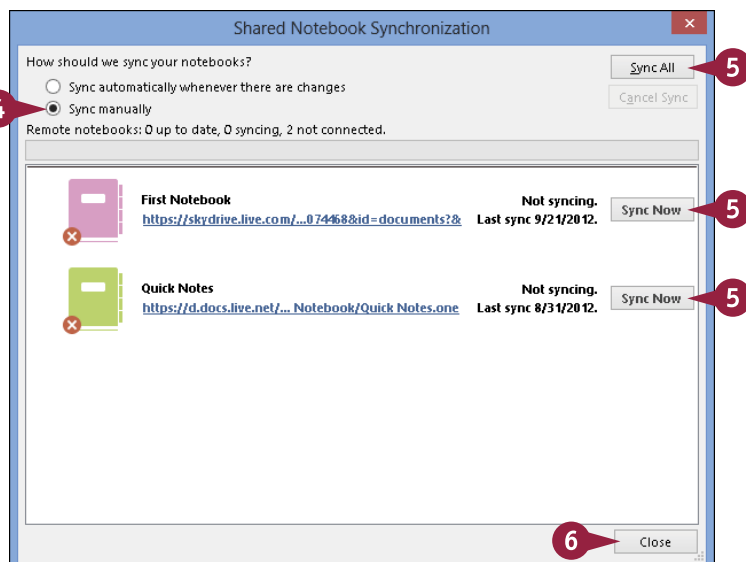 Shared Notebook Synchronization
How should we sync your notebooks?
Sync All
5
Sync automatically whenever there are changes
Cancel Sync
4
Sync manually
Remote notebooks: 0 up to date, 0 syncing, 2 not connected.
First Notebook
Not syncing.
Sync Now
5
https://skydrive.live.com/...074468&id=documents?&
Last sync 9/21/2012.
Quick Notes
Not syncing.
Sync Now
5
https://d.docs.live.net/... Notebook/Quick Notes.one
Last sync 8/31/2012.
6
Close